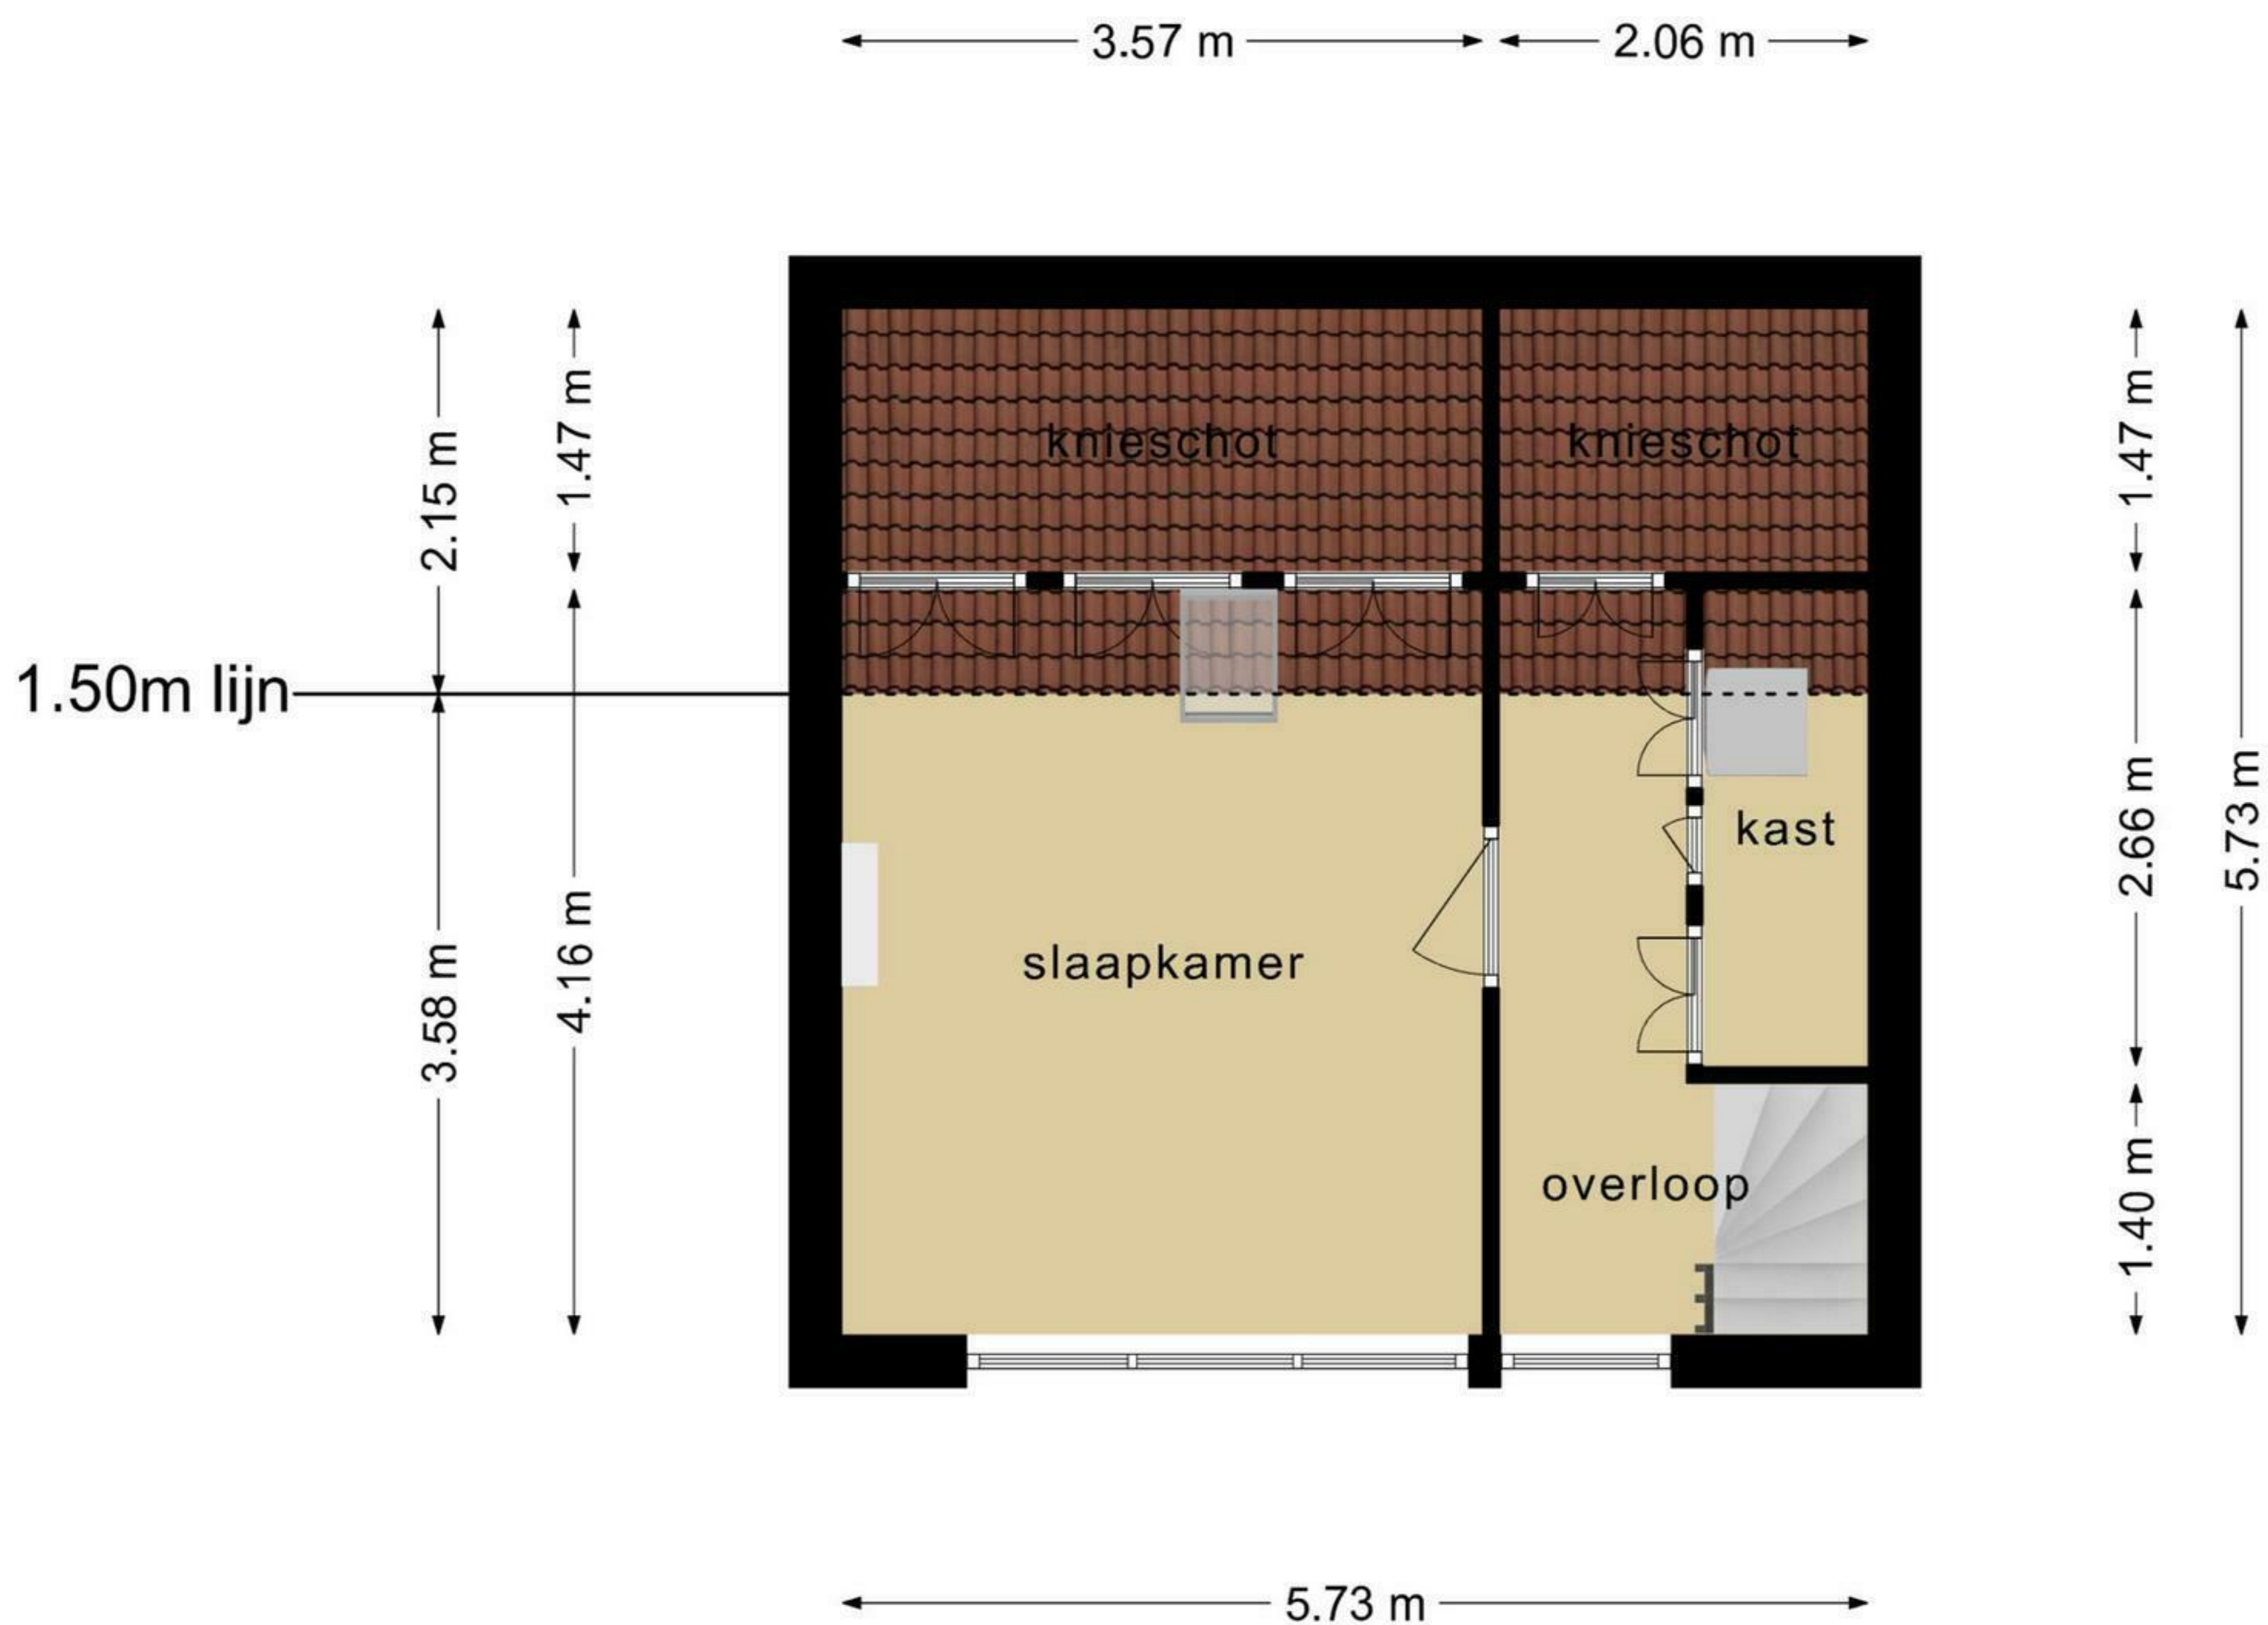 3.57 m
2.06 m
2.15 m
1.47 m
1.47 m
knieschot
knieschot
1.50m lijn
3.58 m
4.16 m
2.66 m
5.73 m
kast
slaapkamer
overloop
1.40 m
5.73 m